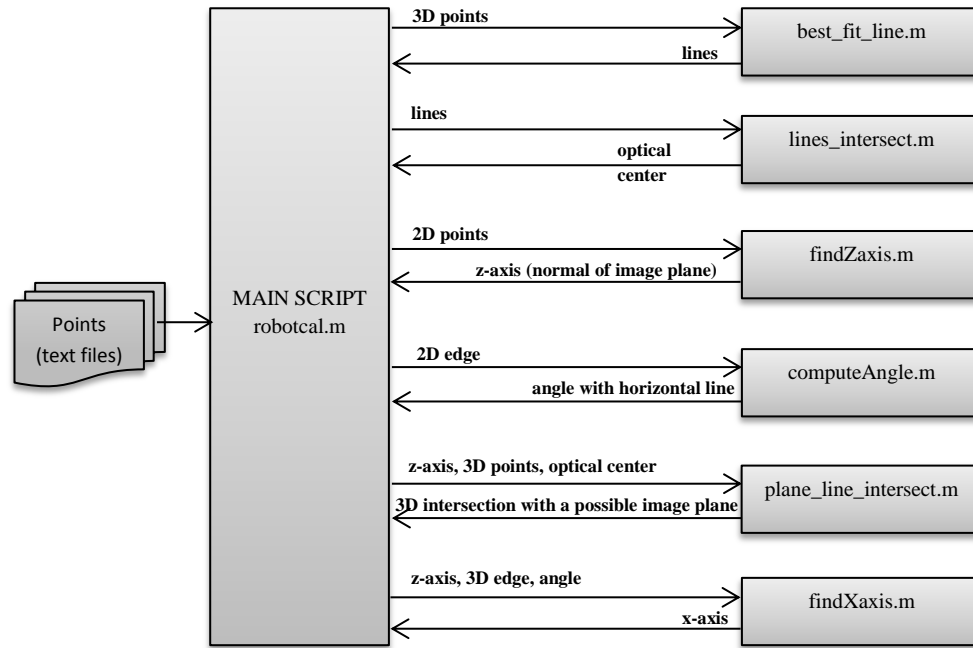 3D points
best_fit_line.m
lines
lines
lines_intersect.m
optical
center
2D points
findZaxis.m
z-axis (normal of image plane)
MAIN SCRIPT
robotcal.m
Points
(text files)
2D edge
computeAngle.m
angle with horizontal line
z-axis, 3D points, optical center
plane_line_intersect.m
3D intersection with a possible image plane
z-axis, 3D edge, angle
findXaxis.m
x-axis